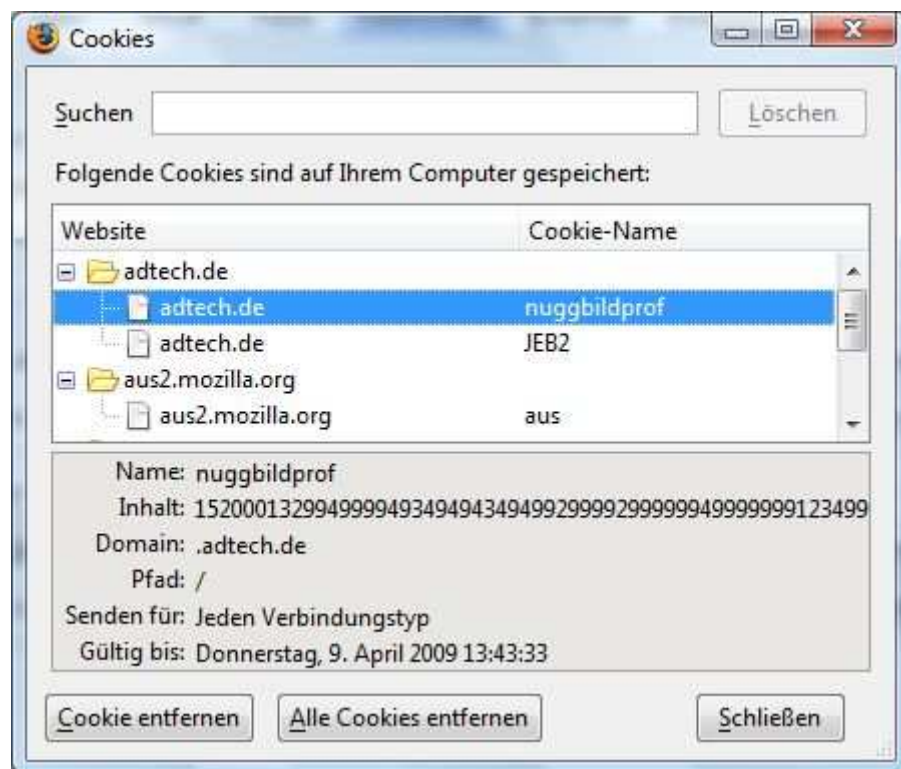 Cookies
Suchen Löschen
Folgende Cookies sind auf Ihrem Computer gespeichert:
Website Cookie-Name
adtech.de
adtech.de nuggbildprof
adtech.de JEB2
aus2.mozilla.org
aus2.mozilla.org aus
Name: nuggbildprof
Inhalt: 15200013299499994934949434949929999299999949999999123499
Domain: .adtech.de
Pfad: /
Senden für: Jeden Verbindungstyp
Gültig bis: Donnerstag, 9. April 2009 13:43:33
Cookie entfernen Alle Cookies entfernen Schließen